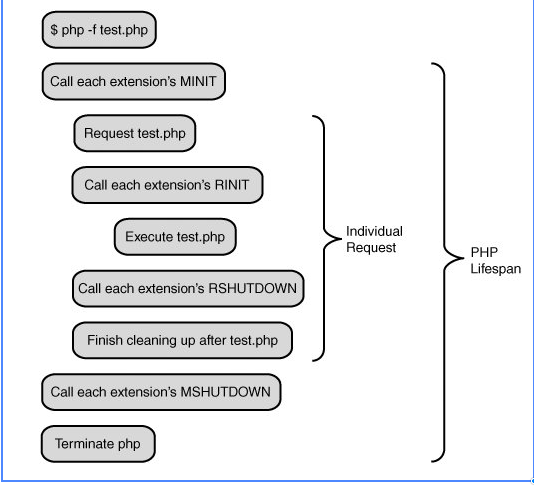 $ php -f test.php
Call each extension's MINIT
Request test.php
Call each extension's RINIT
Execute test.php
Individual
Request
PHP
Lifespan
Call each extension's RSHUTDOWN
Finish cleaning up after test.php
Call each extension's MSHUTDOWN
Terminate php